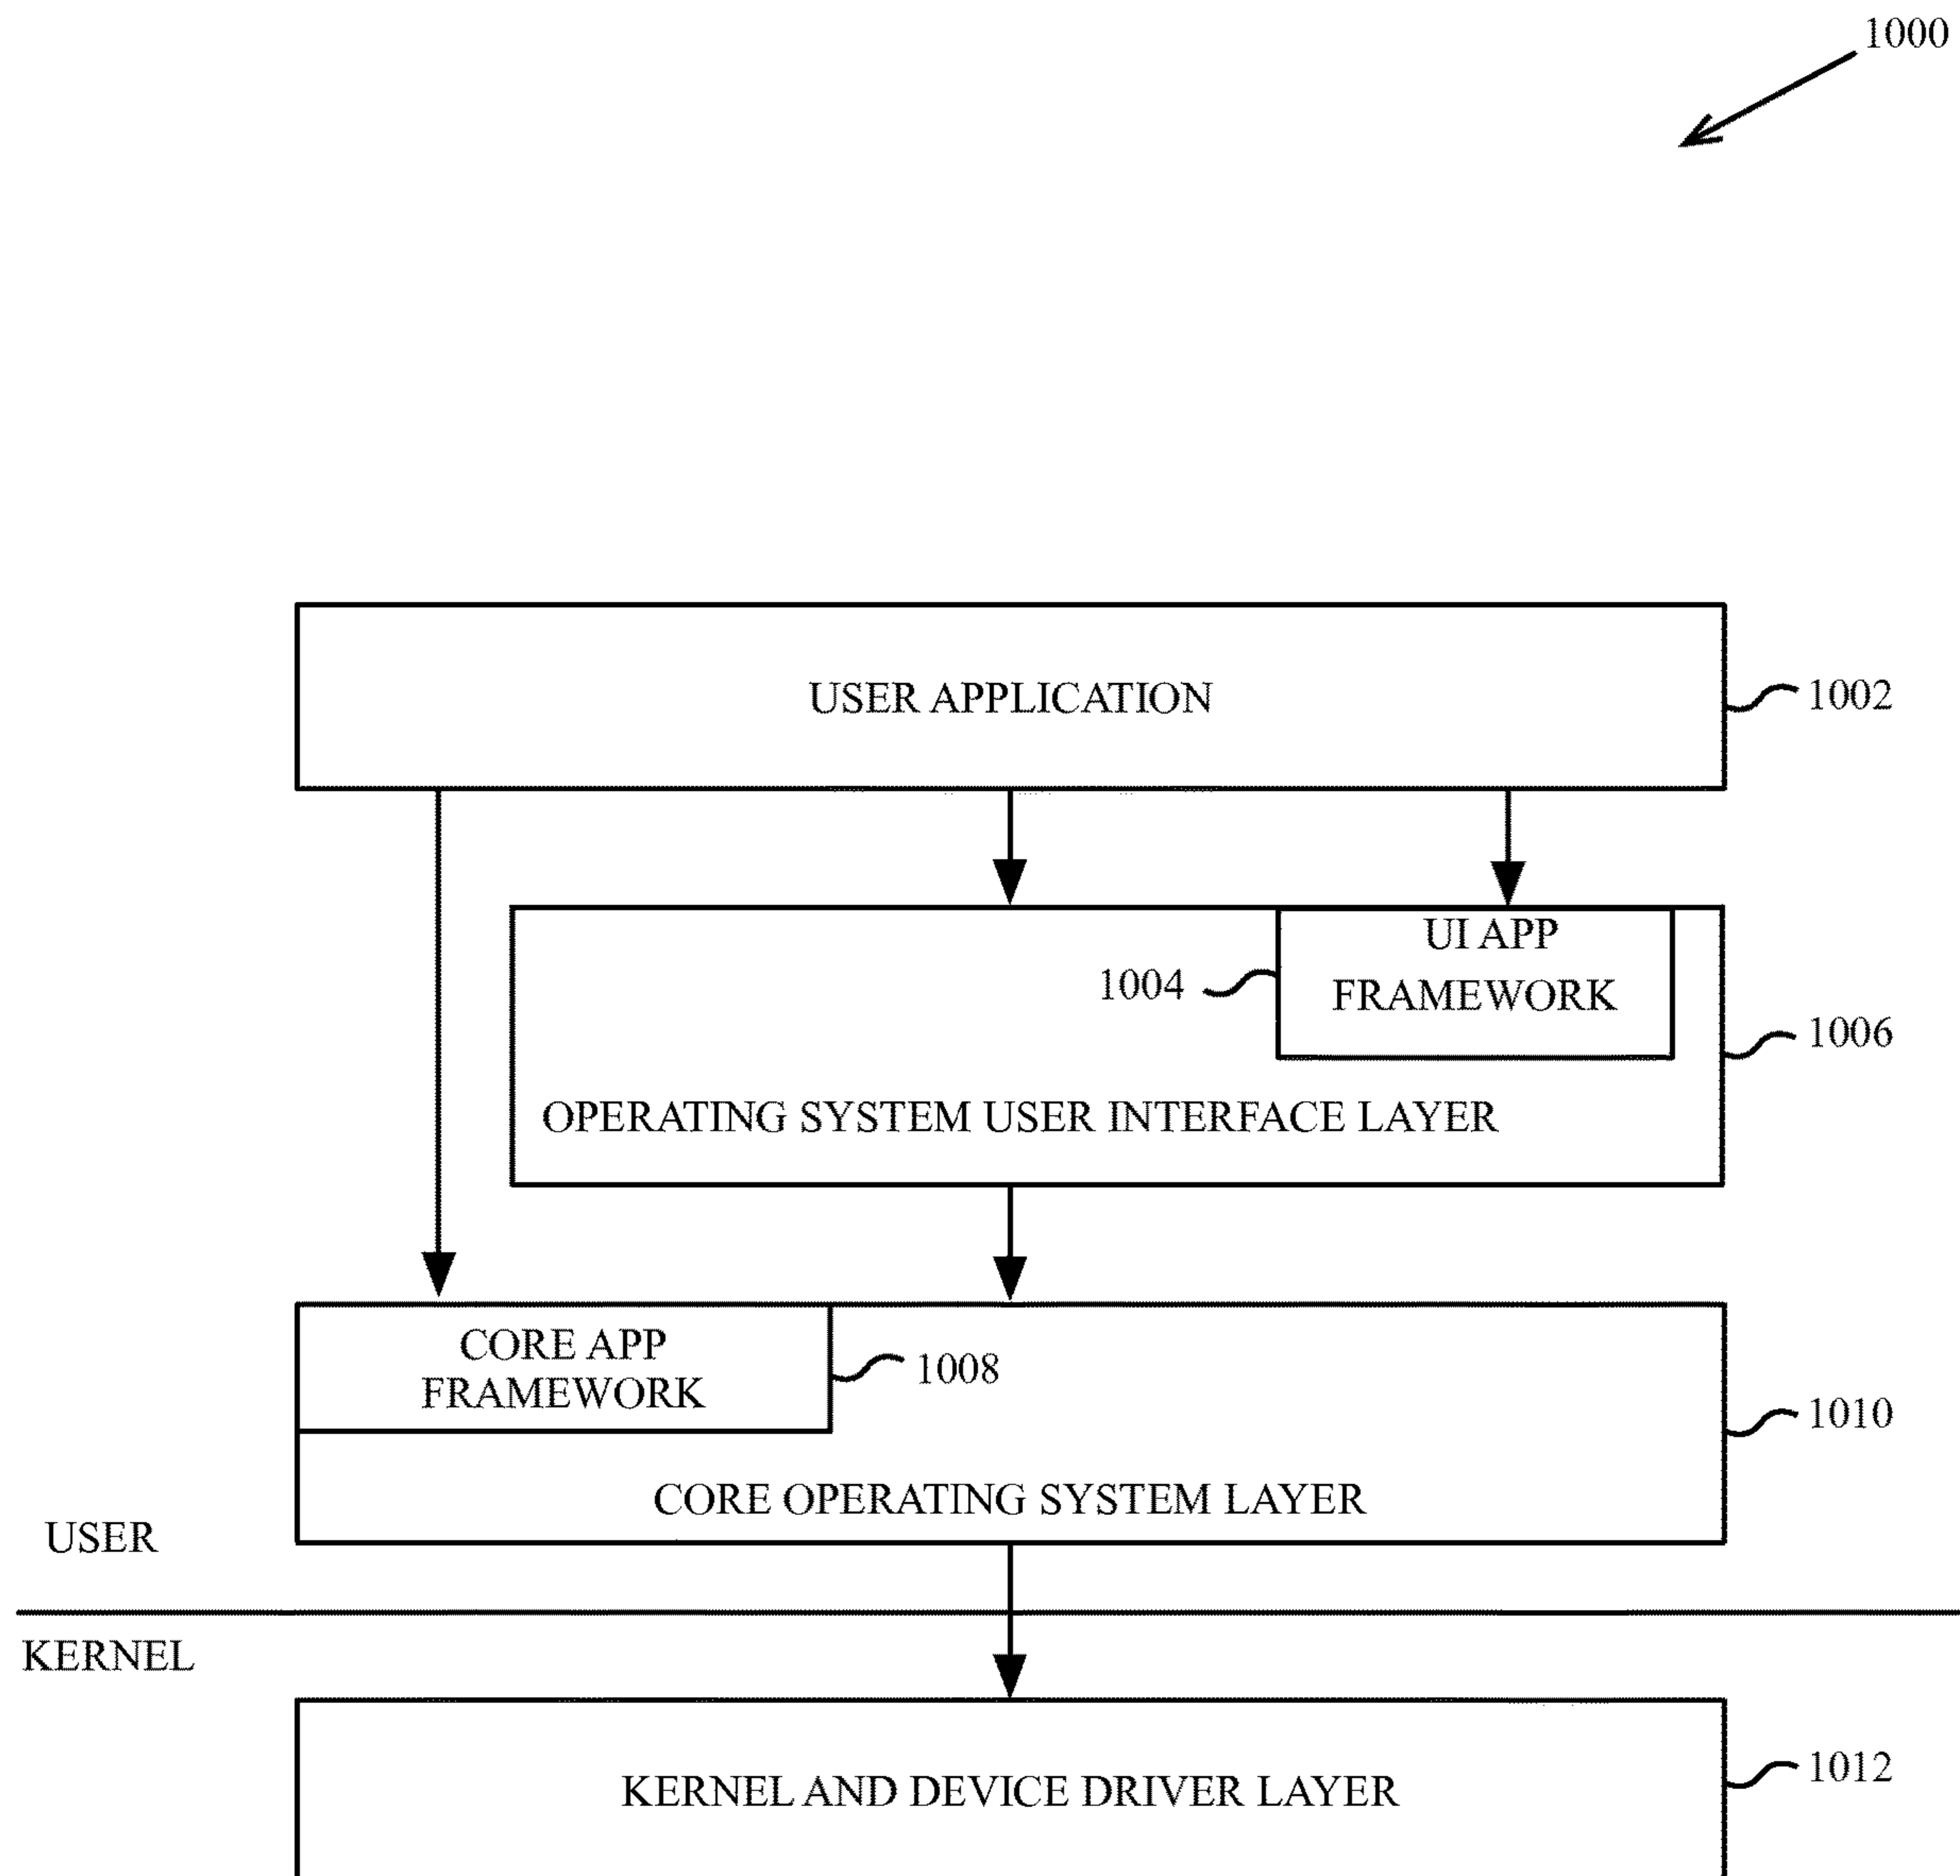 1000
USER APPLICATION
1002
UI APP
FRAMEWORK
1004
1006
OPERATING SYSTEM USER INTERFACE LAYER
CORE APP
FRAMEWORK
1008
1010
CORE OPERATING SYSTEM LAYER
USER
KERNEL
KERNEL AND DEVICE DRIVER LAYER
1012